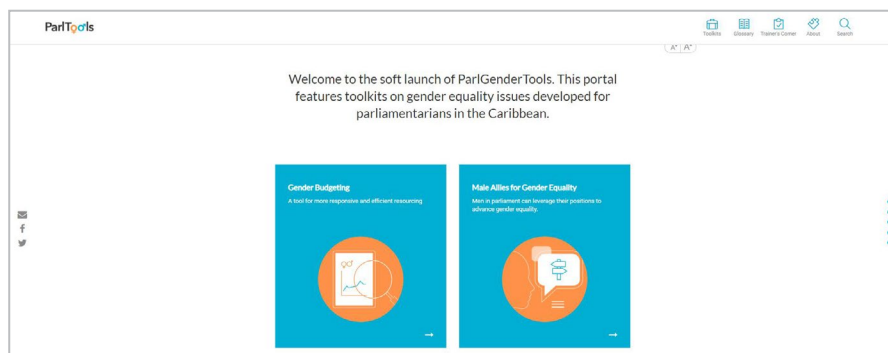 ParlTools
Toolkits Glossary Trainer's Corner About Search
A⁺ A⁺
Welcome to the soft launch of ParlGenderTools. This portal
features toolkits on gender equality issues developed for
parliamentarians in the Caribbean.
Gender Budgeting
A tool for more responsive and efficient resourcing
Male Allies for Gender Equality
Men in parliament can leverage their positions to
advance gender equality.